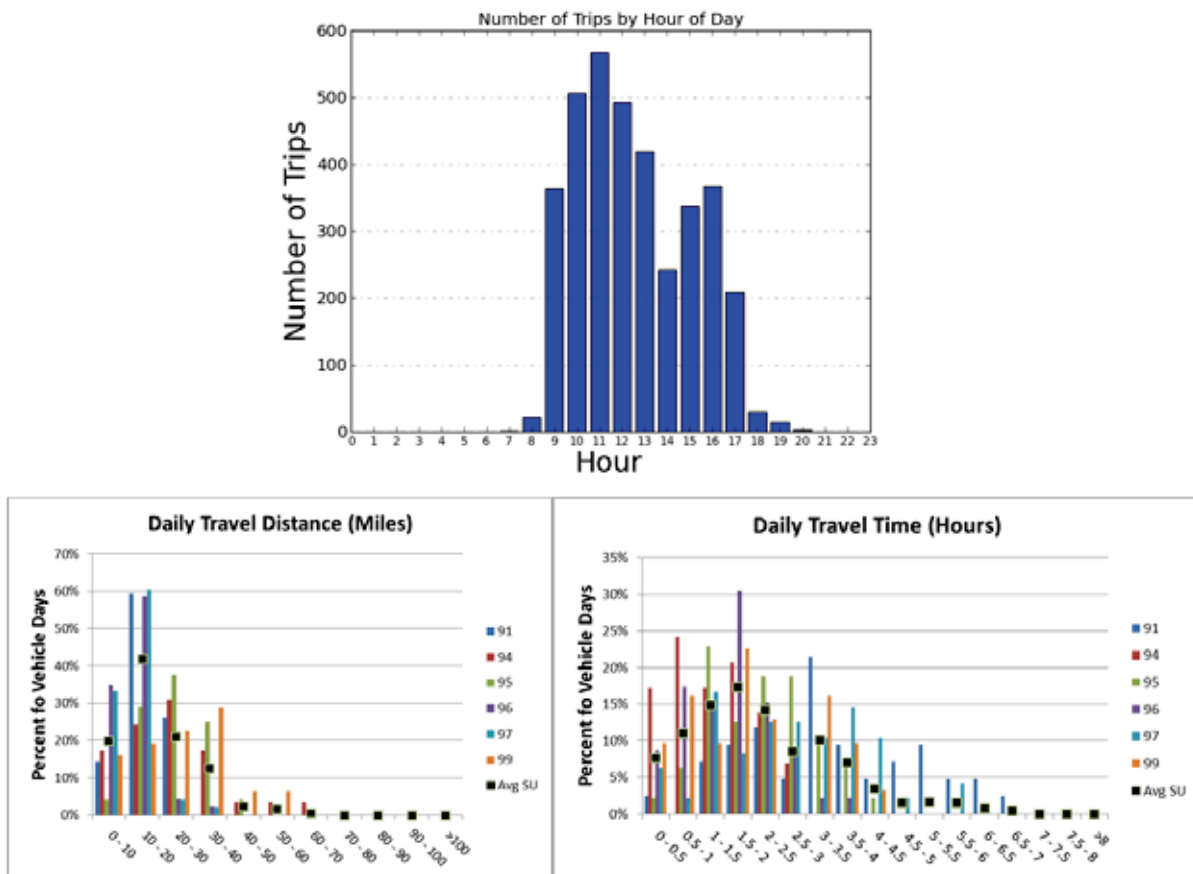 Number of Trips by Hour of Day
600
500
400
300
200
100
0
Number of Trips
0 1 2 3 4 5 6 7 8 9 10 11 12 13 14 15 16 17 18 19 20 21 22 23
Hour
Daily Travel Distance (Miles)
70%
60%
50%
40%
30%
20%
10%
0%
Percent fo Vehicle Days
0 - 10
10 - 20
20 - 30
30 - 40
40 - 50
50 - 60
60 - 70
70 - 80
80 - 90
90 - 100
>100
91
94
95
96
97
99
Avg SU
Daily Travel Time (Hours)
35%
30%
25%
20%
15%
10%
5%
0%
Percent fo Vehicle Days
0 - 0.5
0.5 - 1
1 - 1.5
1.5 - 2
2 - 2.5
2.5 - 3
3 - 3.5
3.5 - 4
4 - 4.5
4.5 - 5
5 - 5.5
5.5 - 6
6 - 6.5
6.5 - 7
7 - 7.5
7.5 - 8
>8
91
94
95
96
97
99
Avg SU